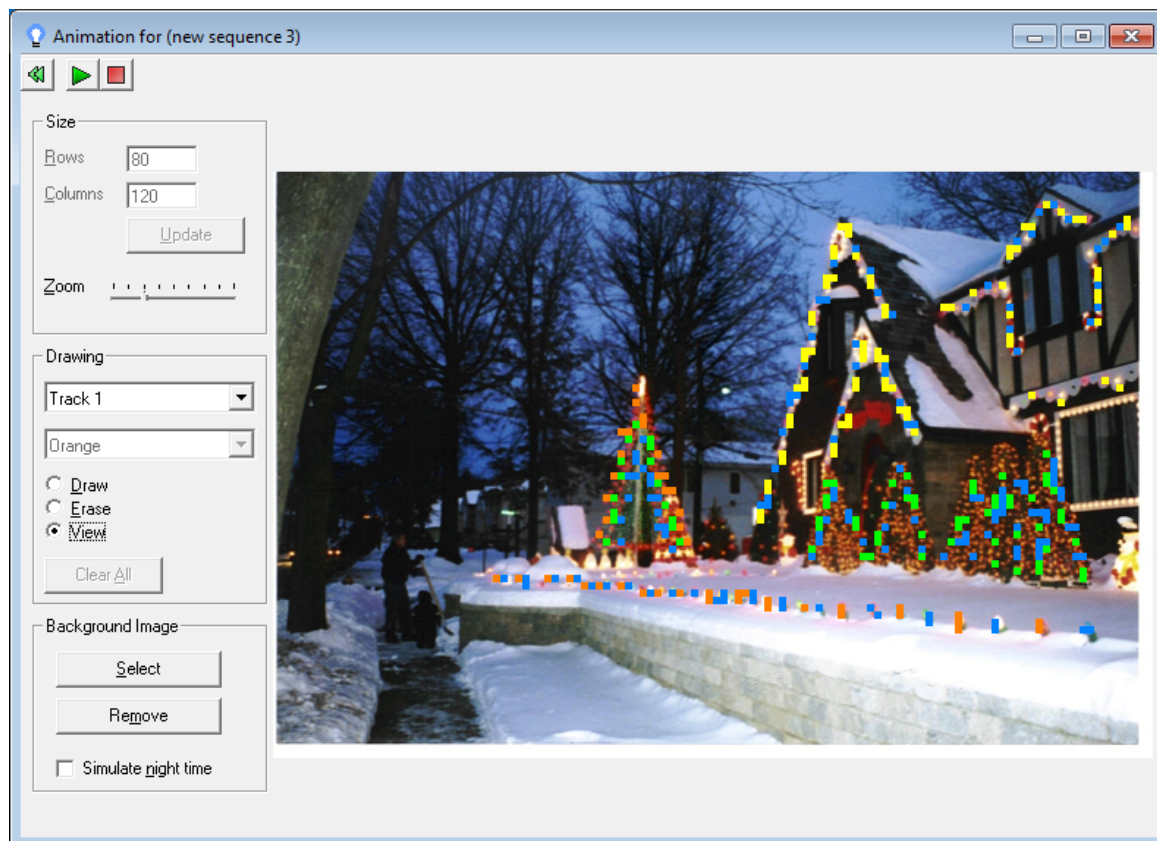 Animation for (new sequence 3)
Size
Rows
80
Columns
120
Update
Zoom
Drawing
Track 1
Orange
Draw
Erase
View
Clear All
Background Image
Select
Remove
Simulate night time